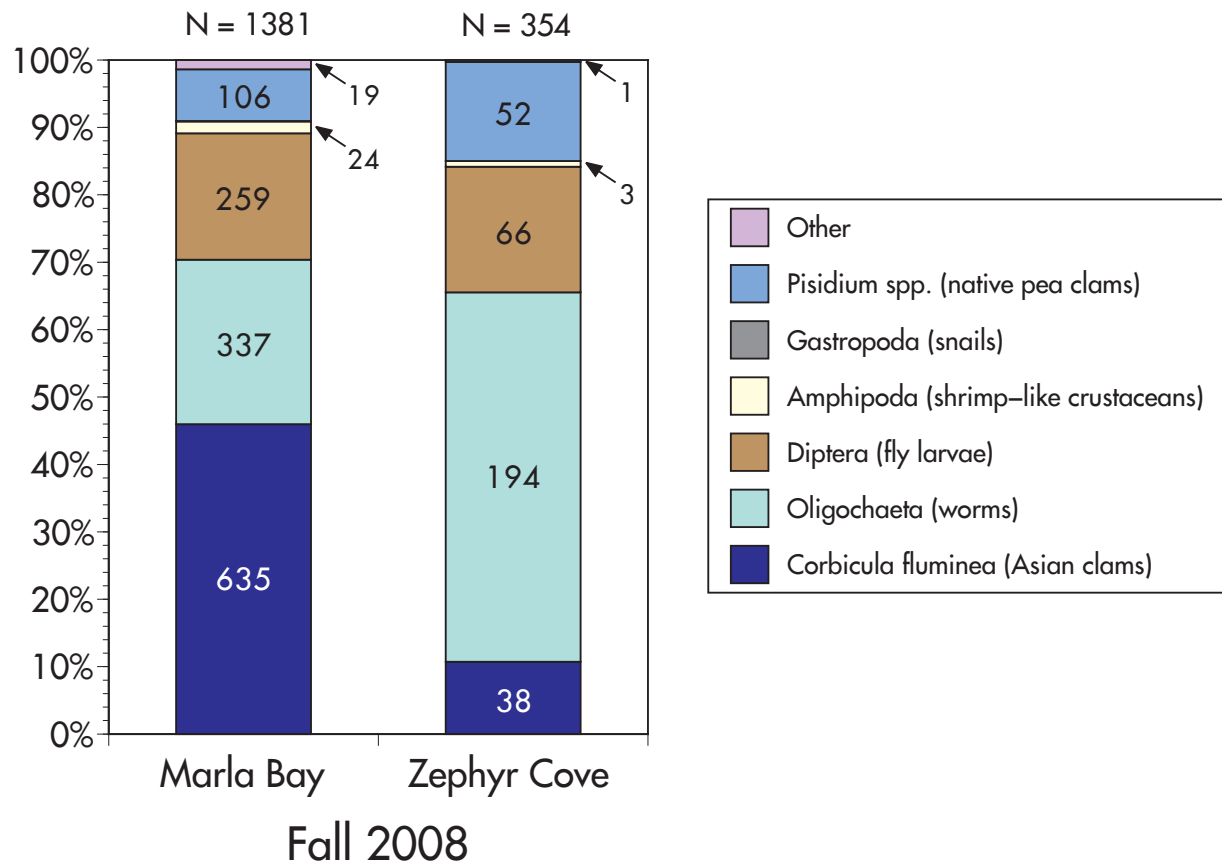 N = 1381
N = 354
100%
90%
80%
70%
60%
50%
40%
30%
20%
10%
0%
19
106
24
259
337
635
1
52
3
66
194
38
Marla Bay
Zephyr Cove
Fall 2008
Other
Pisidium spp. (native pea clams)
Gastropoda (snails)
Amphipoda (shrimp–like crustaceans)
Diptera (fly larvae)
Oligochaeta (worms)
Corbicula fluminea (Asian clams)